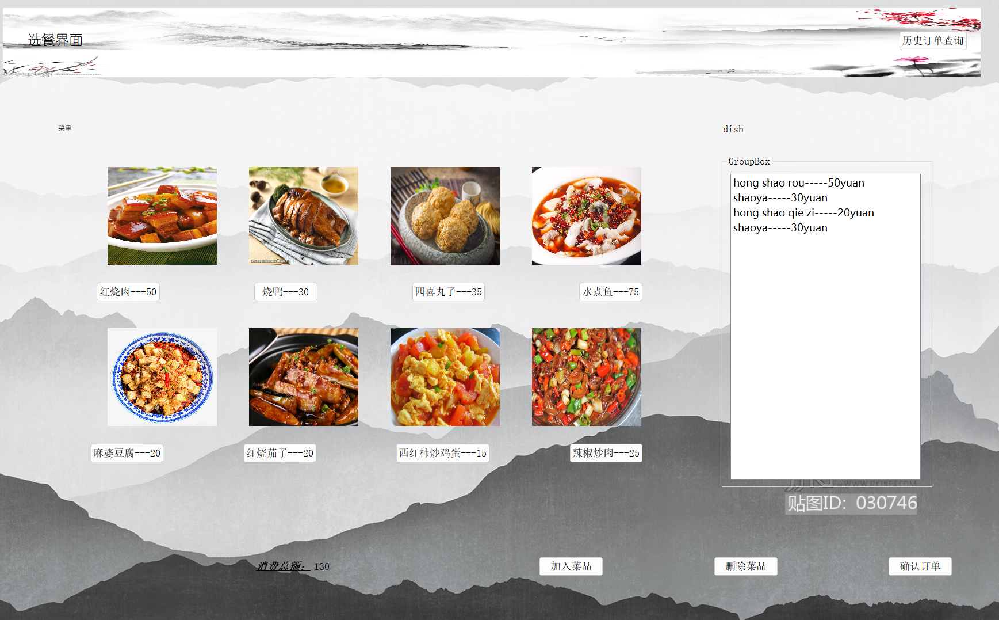 选餐界面
历史订单查询
菜单
dish
GroupBox
hong shao rou-----50yuan
shaoya-----30yuan
hong shao qie zi-----20yuan
shaoya-----30yuan
红烧肉---50
烧鸭---30
四喜丸子---35
水煮鱼---75
麻婆豆腐---20
红烧茄子---20
西红柿炒鸡蛋---15
辣椒炒肉---25
WWW.JJKINET.COM
贴图ID: 030746
消费总额: 130
加入菜品
删除菜品
确认订单